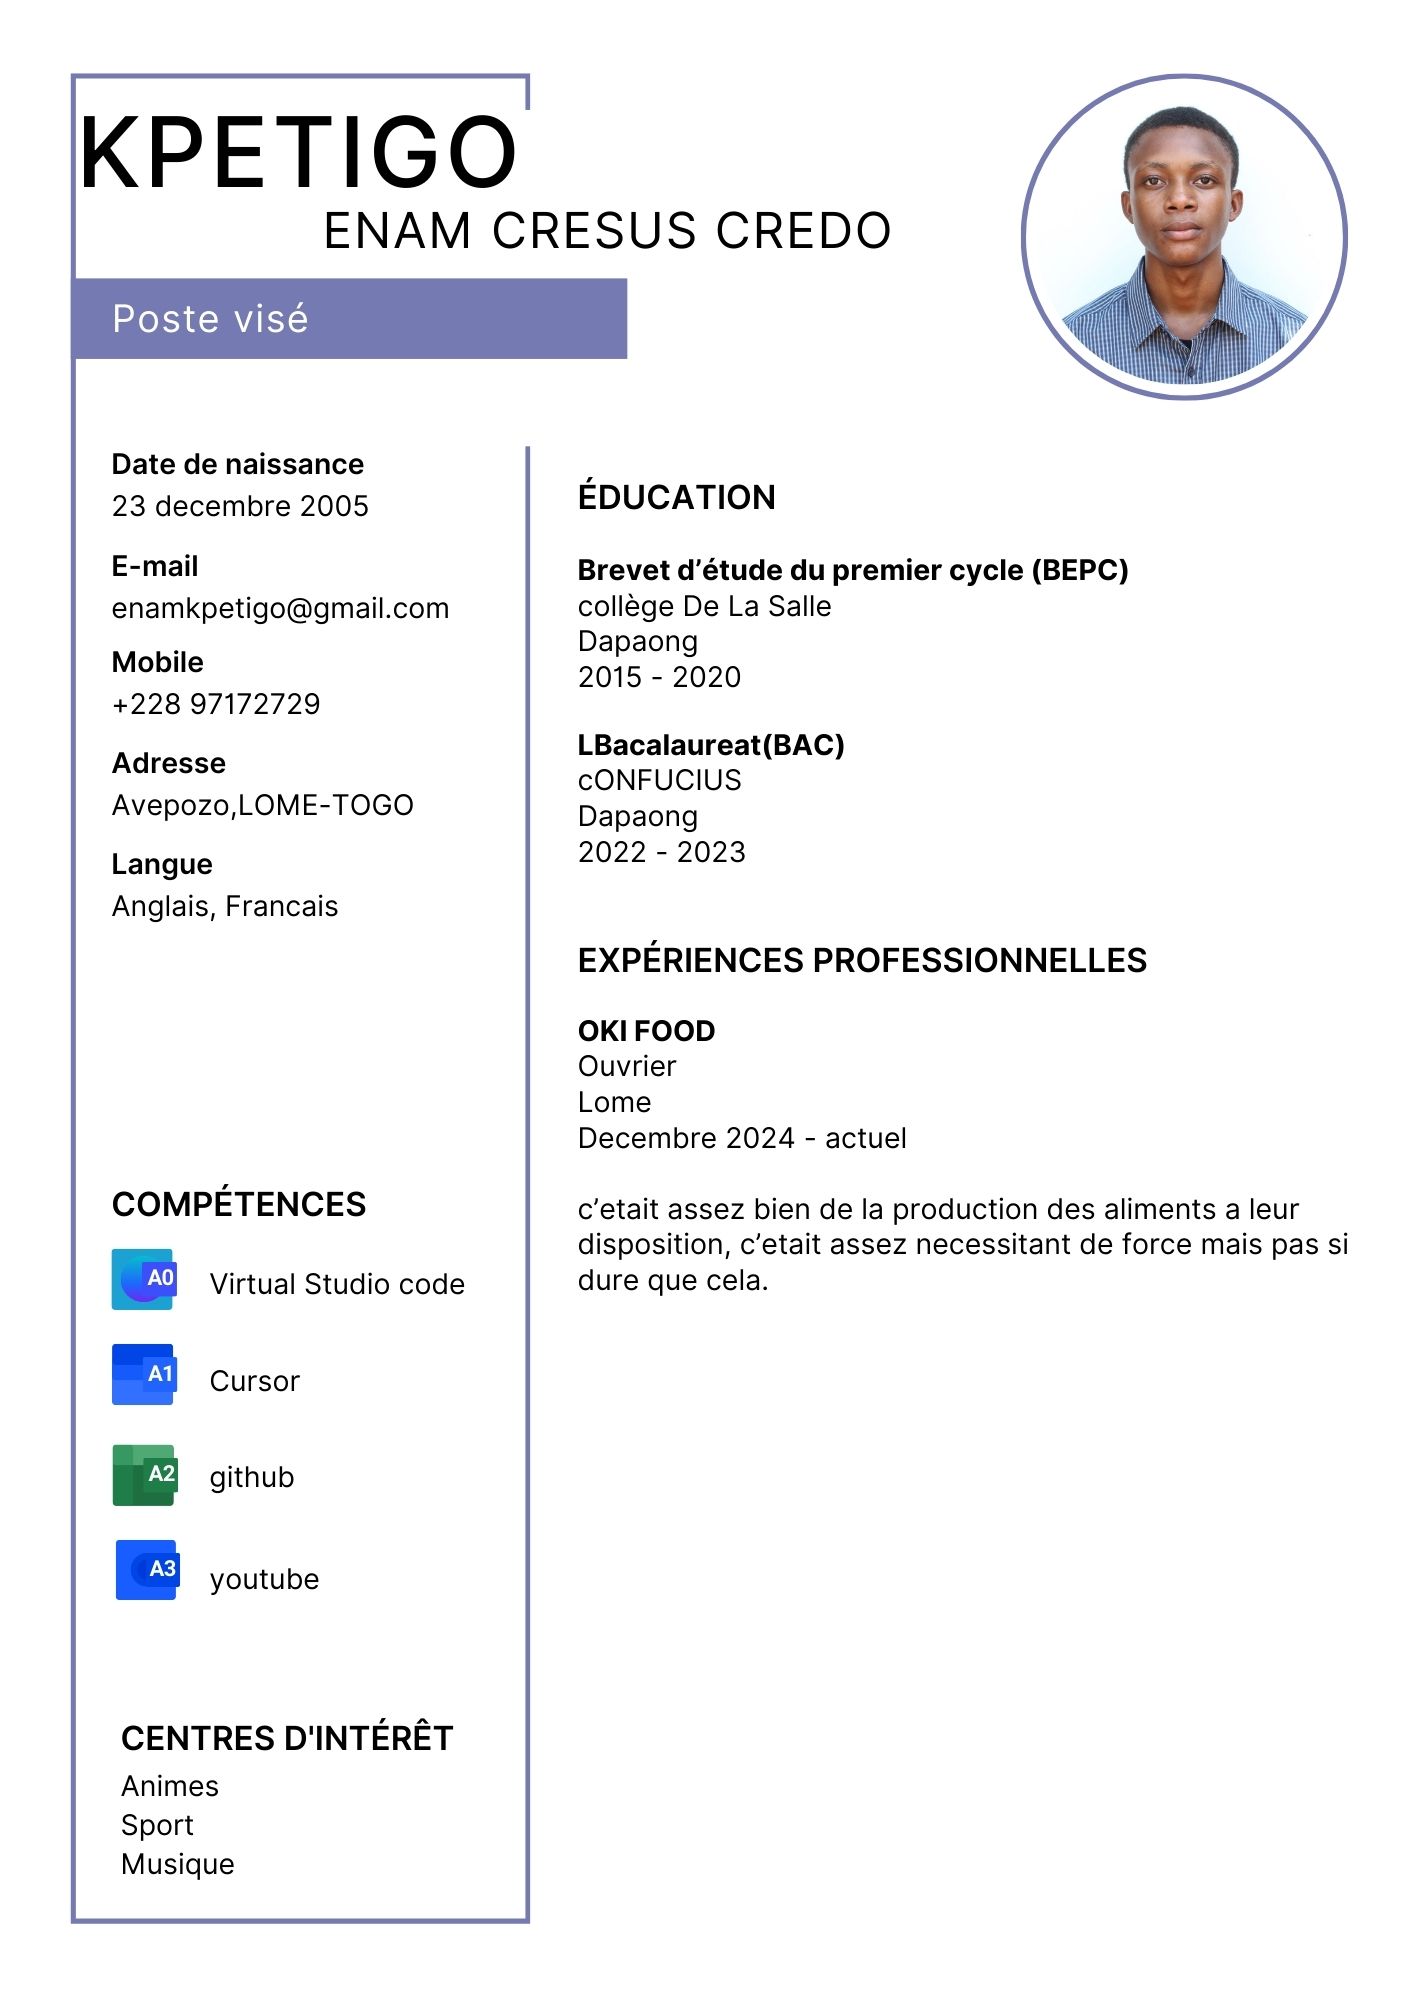 KPETIGO
ENAM CRESUS CREDO
Poste visé
Date de naissance
23 decembre 2005
E-mail
enamkpetigo@gmail.com
Mobile
+228 97172729
Adresse
Avepozo,LOME-TOGO
Langue
Anglais, Francais
COMPÉTENCES
A0 Virtual Studio code
A1 Cursor
A2 github
A3 youtube
CENTRES D'INTÉRÊT
Animes
Sport
Musique
ÉDUCATION
Brevet d’étude du premier cycle (BEPC)
collège De La Salle
Dapaong
2015 - 2020
LBacalaureat(BAC)
cONFUCIUS
Dapaong
2022 - 2023
EXPÉRIENCES PROFESSIONNELLES
OKI FOOD
Ouvrier
Lome
Decembre 2024 - actuel
c’etait assez bien de la production des aliments a leur
disposition, c’etait assez necessitant de force mais pas si
dure que cela.